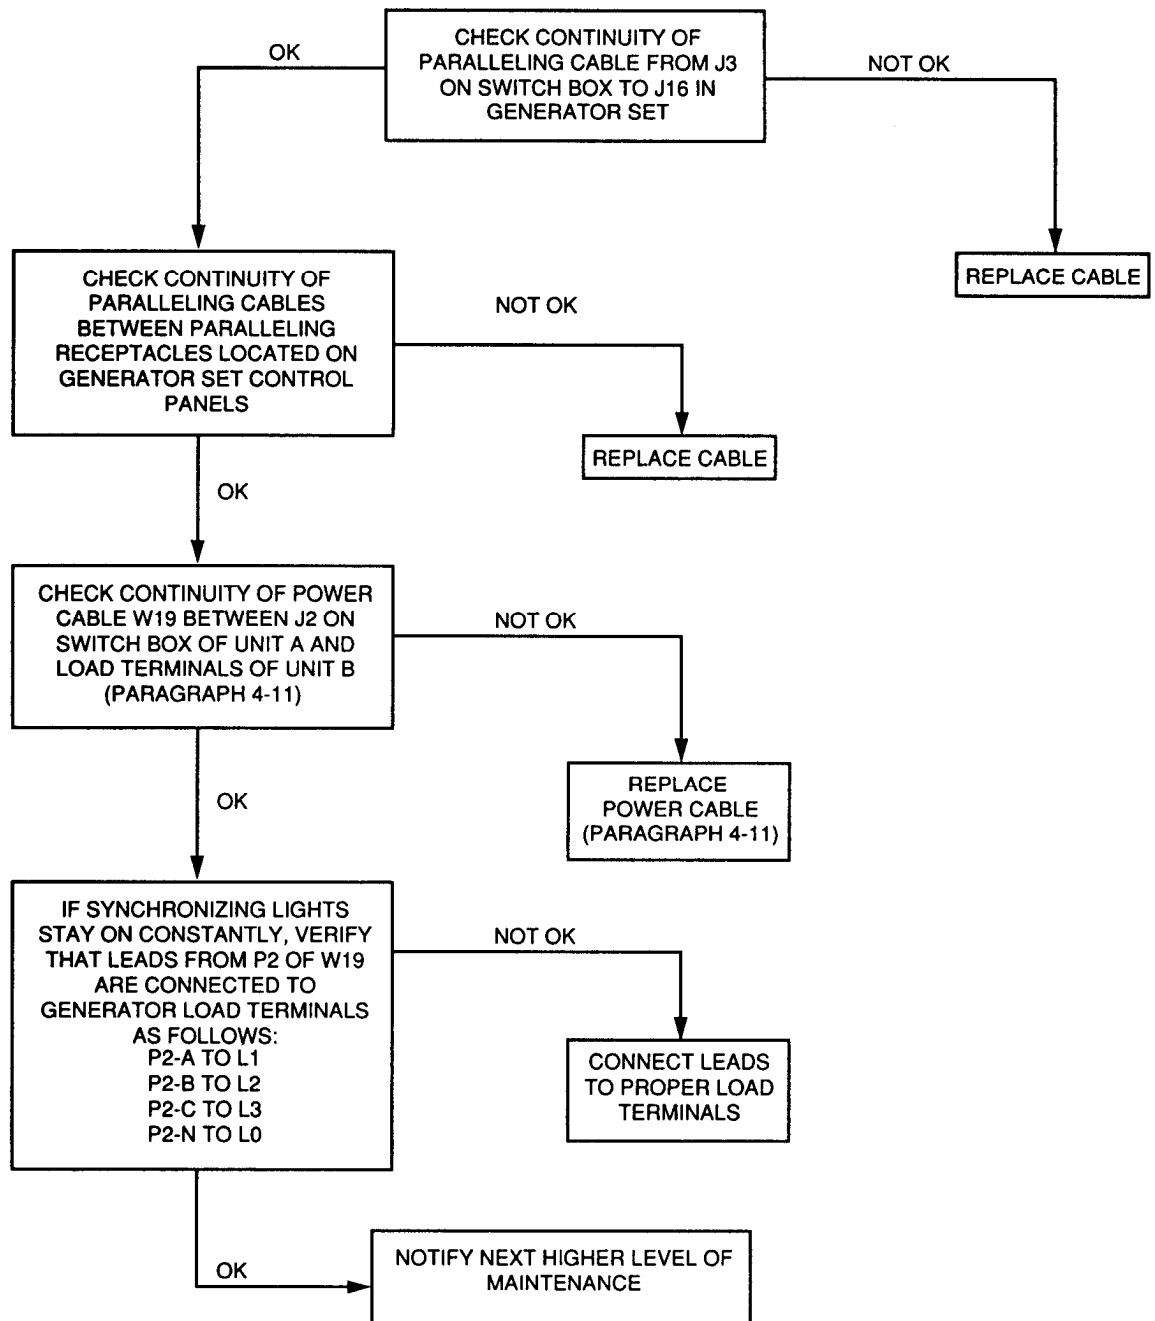 OK
CHECK CONTINUITY OF
PARALLELING CABLE FROM J3
ON SWITCH BOX TO J16 IN
GENERATOR SET
NOT OK
REPLACE CABLE
CHECK CONTINUITY OF
PARALLELING CABLES
BETWEEN PARALLELING
RECEPTACLES LOCATED ON
GENERATOR SET CONTROL
PANELS
NOT OK
REPLACE CABLE
OK
CHECK CONTINUITY OF POWER
CABLE W19 BETWEEN J2 ON
SWITCH BOX OF UNIT A AND
LOAD TERMINALS OF UNIT B
(PARAGRAPH 4-11)
NOT OK
REPLACE
POWER CABLE
(PARAGRAPH 4-11)
OK
IF SYNCHRONIZING LIGHTS
STAY ON CONSTANTLY, VERIFY
THAT LEADS FROM P2 OF W19
ARE CONNECTED TO
GENERATOR LOAD TERMINALS
AS FOLLOWS:
P2-A TO L1
P2-B TO L2
P2-C TO L3
P2-N TO L0
NOT OK
CONNECT LEADS
TO PROPER LOAD
TERMINALS
OK
NOTIFY NEXT HIGHER LEVEL OF
MAINTENANCE